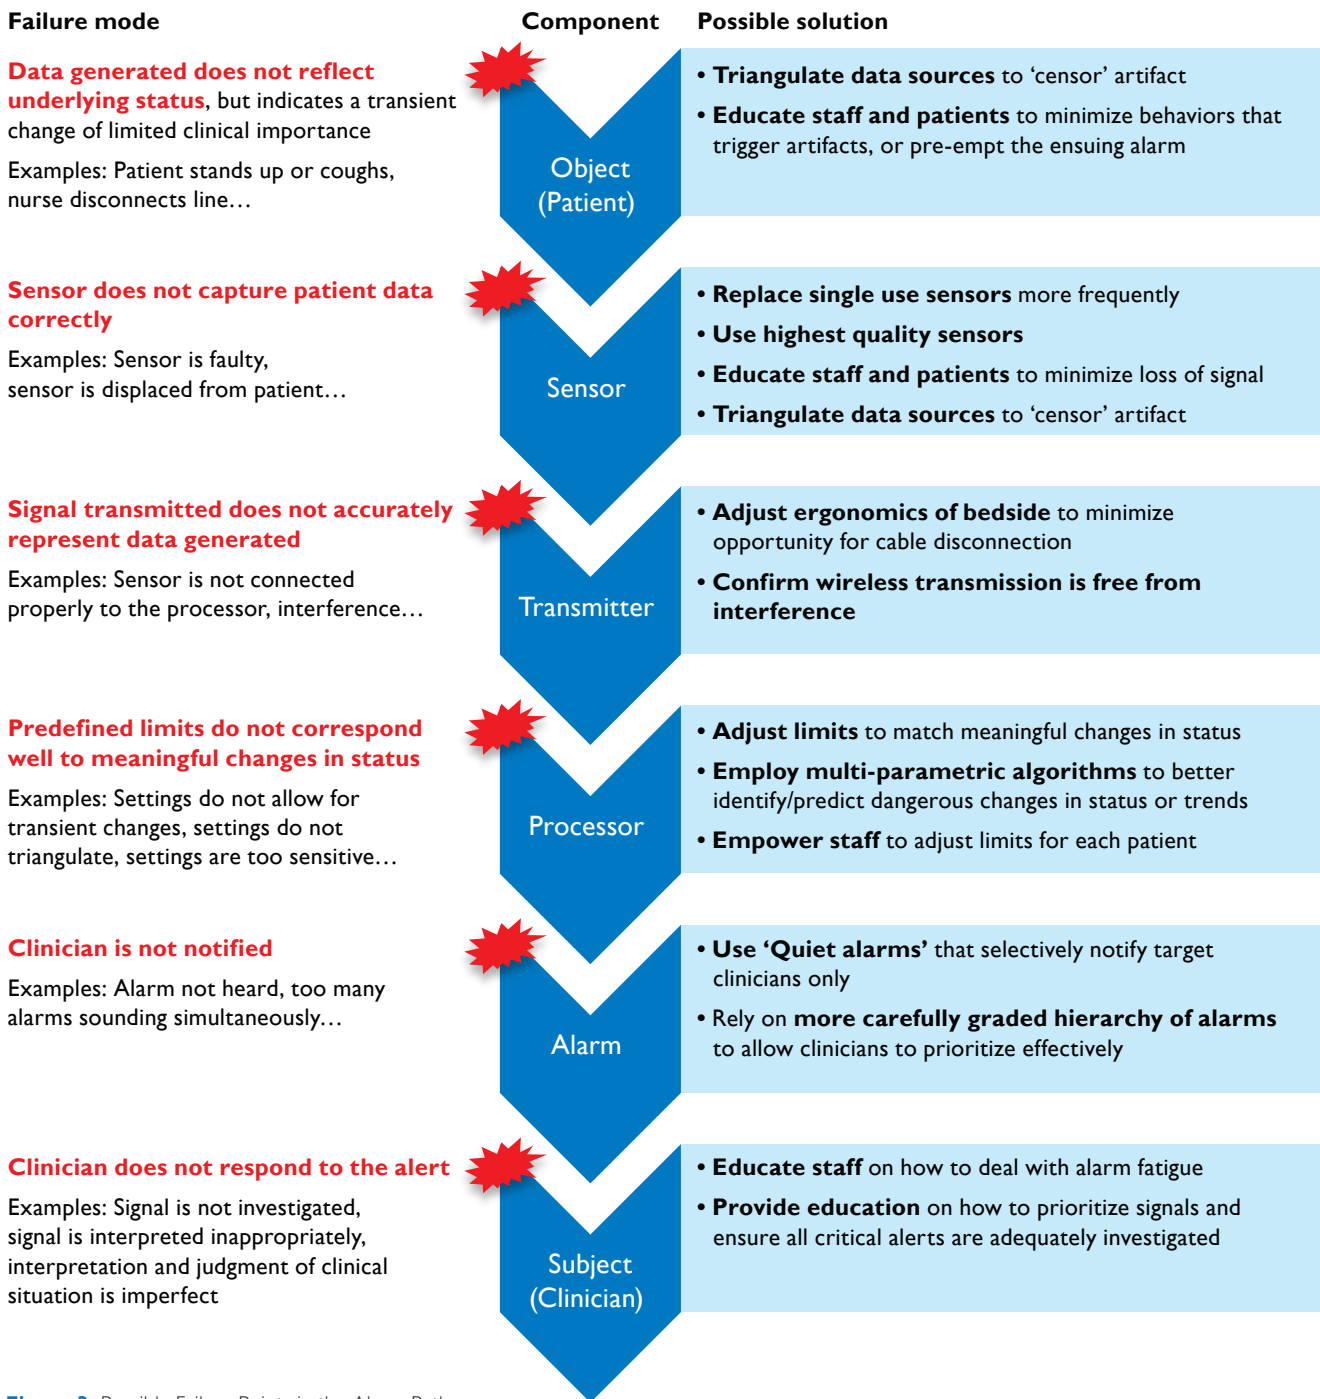 Failure mode
Component
Possible solution
Data generated does not reflect
underlying status, but indicates a transient
change of limited clinical importance
Examples: Patient stands up or coughs,
nurse disconnects line…
Object
(Patient)
• Triangulate data sources to ‘censor’ artifact
• Educate staff and patients to minimize behaviors that
trigger artifacts, or pre-empt the ensuing alarm
Sensor does not capture patient data
correctly
Examples: Sensor is faulty,
sensor is displaced from patient…
Sensor
• Replace single use sensors more frequently
• Use highest quality sensors
• Educate staff and patients to minimize loss of signal
• Triangulate data sources to ‘censor’ artifact
Signal transmitted does not accurately
represent data generated
Examples: Sensor is not connected
properly to the processor, interference…
Transmitter
• Adjust ergonomics of bedside to minimize
opportunity for cable disconnection
• Confirm wireless transmission is free from
interference
Predefined limits do not correspond
well to meaningful changes in status
Examples: Settings do not allow for
transient changes, settings do not
triangulate, settings are too sensitive…
Processor
• Adjust limits to match meaningful changes in status
• Employ multi-parametric algorithms to better
identify/predict dangerous changes in status or trends
• Empower staff to adjust limits for each patient
Clinician is not notified
Examples: Alarm not heard, too many
alarms sounding simultaneously…
Alarm
• Use ‘Quiet alarms’ that selectively notify target
clinicians only
• Rely on more carefully graded hierarchy of alarms
to allow clinicians to prioritize effectively
Clinician does not respond to the alert
Examples: Signal is not investigated,
signal is interpreted inappropriately,
interpretation and judgment of clinical
situation is imperfect
Subject
(Clinician)
• Educate staff on how to deal with alarm fatigue
• Provide education on how to prioritize signals and
ensure all critical alerts are adequately investigated